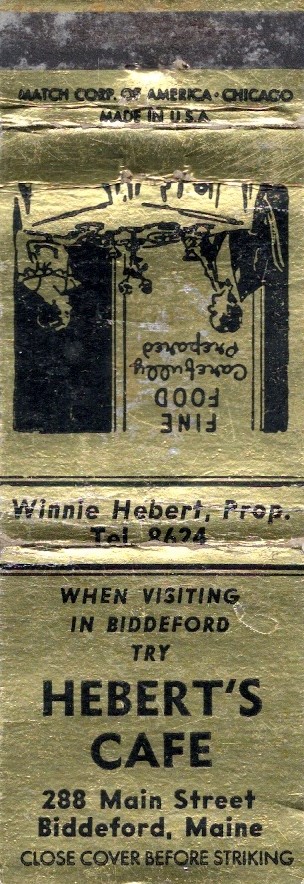 MATCH CORP. OF AMERICA · CHICAGO
MADE IN U.S.A.
FINE
FOOD
Carefully
Prepared
Winnie Hebert, Prop.
Tel. 8624
WHEN VISITING
IN BIDDEFORD
TRY
HEBERT'S
CAFE
288 Main Street
Biddeford, Maine
CLOSE COVER BEFORE STRIKING